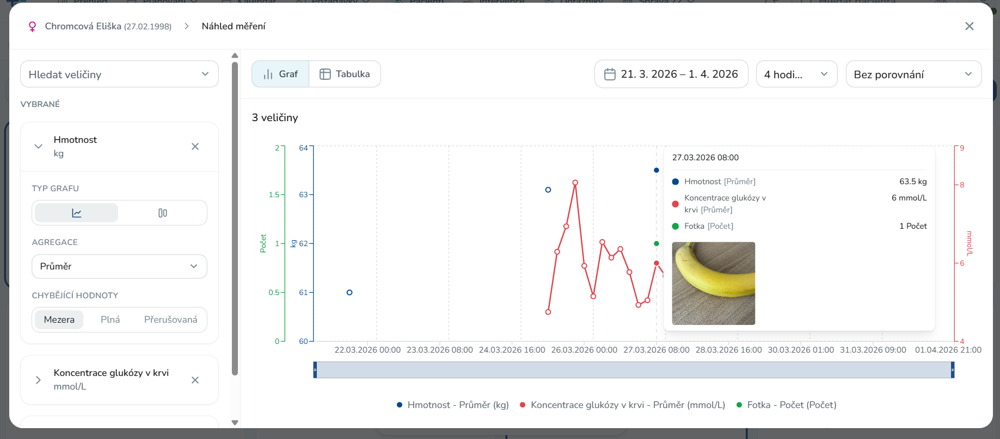 Chromcová Eliška (27.02.1998) > Náhled měření
Hledat veličiny
VYBRANÉ
Hmotnost
kg
TYP GRAFU
AGREGACE
Průměr
CHYBĚJÍCÍ HODNOTY
Mezera Plná Přerušovaná
Koncentrace glukózy v krvi
mmol/L
Graf Tabulka
21. 3. 2026 – 1. 4. 2026
4 hodi...
Bez porovnání
3 veličiny
Počet
2
1.5
1
0.5
0
kg
64
63
62
61
60
27.03.2026 08:00
Hmotnost [Průměr] 63.5 kg
Koncentrace glukózy v 6 mmol/L
krvi [Průměr]
Fotka [Počet] 1 Počet
9
8
6
4
mmol/L
22.03.2026 00:00 23.03.2026 08:00 24.03.2026 16:00 26.03.2026 00:00 27.03.2026 08:00 28.03.2026 16:00 30.03.2026 01:00 31.03.2026 09:00 01.04.2026 21:00
Hmotnost - Průměr (kg) Koncentrace glukózy v krvi - Průměr (mmol/L) Fotka - Počet (Počet)